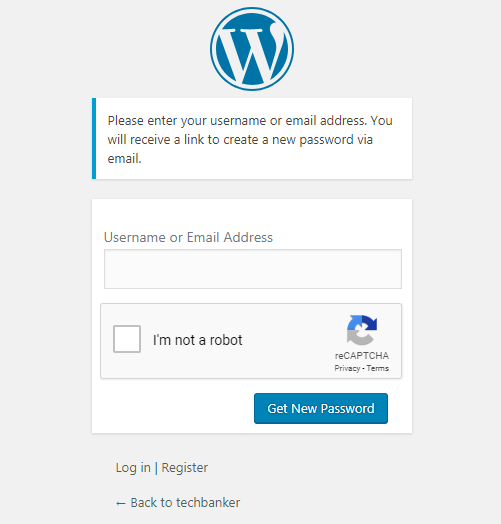 Please enter your username or email address. You
will receive a link to create a new password via
email.
Username or Email Address
I'm not a robot
reCAPTCHA
Privacy - Terms
Get New Password
Log in | Register
← Back to techbanker